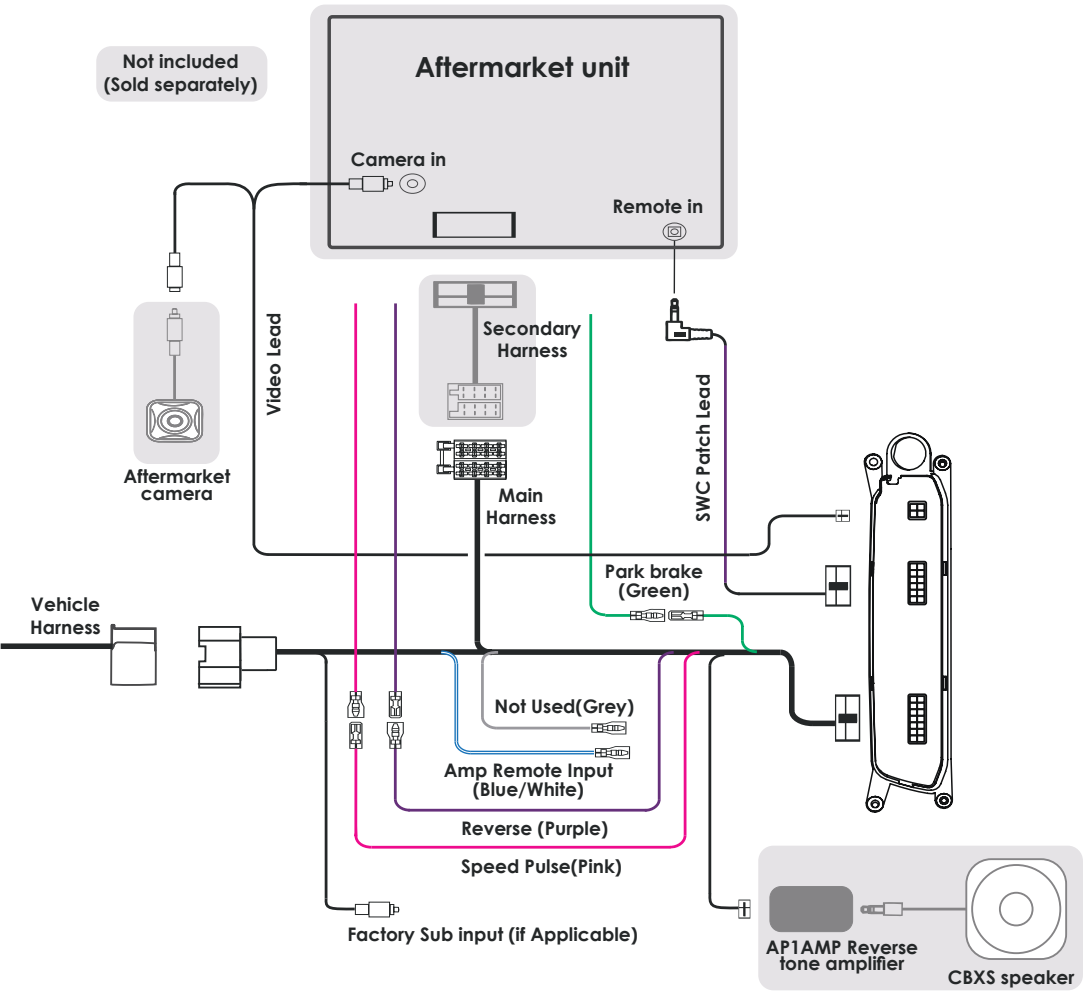 Not included
(Sold separately)
Aftermarket unit
Camera in
Remote in
Secondary
Harness
Video Lead
SWC Patch Lead
Aftermarket
camera
Main
Harness
Park brake
(Green)
Vehicle
Harness
Not Used(Grey)
Amp Remote Input
(Blue/White)
Reverse (Purple)
Speed Pulse(Pink)
Factory Sub input (if Applicable)
AP1AMP Reverse
tone amplifier
CBXS speaker